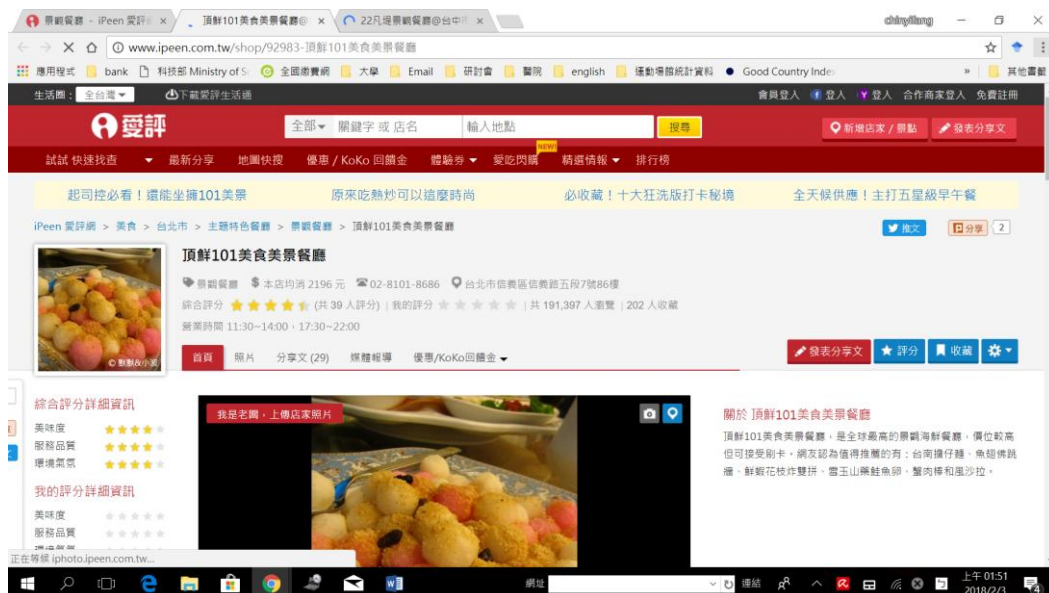 景觀餐廳 - iPeen 愛評 頂鮮101美食美景餐廳@ 22凡堤景觀餐廳@台中 chinyiliang
www.ipeen.com.tw/shop/92983-頂鮮101美食美景餐廳
應用程式 bank 科技部 Ministry of S 全國繳費網 大學 Email 研討會 醫院 english 運動場館統計資料 Good Country Index » 其他書籤
生活圈: 全台灣 下載愛評生活通 會員登入 登入 登入 合作商家登入 免費註冊
愛評 全部 關鍵字 或 店名 輸入地點 搜尋 新增店家 / 景點 發表分享文
NEW!
試試 快速找查 最新分享 地圖快搜 優惠 / KoKo 回饋金 體驗券 愛吃閃購 精選情報 排行榜
起司控必看！還能坐擁101美景 原來吃熱炒可以這麼時尚 必收藏！十大狂洗版打卡秘境 全天候供應！主打五星級早午餐
iPeen 愛評網 > 美食 > 台北市 > 主題特色餐廳 > 景觀餐廳 > 頂鮮101美食美景餐廳 推文 分享 2
頂鮮101美食美景餐廳
景觀餐廳 $ 本店均消 2196 元 02-8101-8686 台北市信義區信義路五段7號86樓
綜合評分 (共 39 人評分) | 我的評分 | 共 191,397 人瀏覽 | 202 人收藏
營業時間 11:30~14:00，17:30~22:00
首頁 照片 分享文 (29) 媒體報導 優惠/KoKo回饋金 發表分享文 評分 收藏
綜合評分詳細資訊
美味度
服務品質
環境氣氛
我的評分詳細資訊
美味度
服務品質
我是老闆，上傳店家照片
關於 頂鮮101美食美景餐廳
頂鮮101美食美景餐廳，是全球最高的景觀海鮮餐廳，價位較高
但可接受刷卡。網友認為值得推薦的有：台南擔仔麵、魚翅佛跳
牆、鮮蝦花枝炸雙拼、雪玉山藥鮭魚卵、蟹肉棒和風沙拉。
正在等候 iphoto.ipeen.com.tw...
網址 連結 上午 01:51
2018/2/3